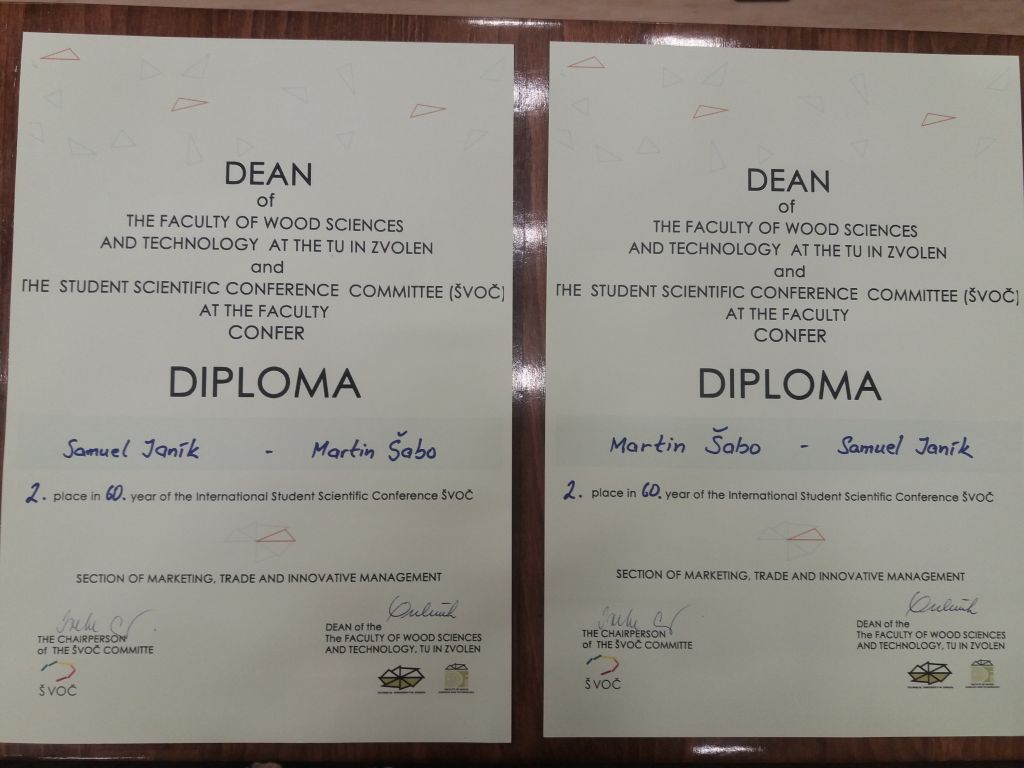 DEAN
of
THE FACULTY OF WOOD SCIENCES
AND TECHNOLOGY AT THE TU IN ZVOLEN
and
THE STUDENT SCIENTIFIC CONFERENCE COMMITTEE (ŠVOČ)
AT THE FACULTY
CONFER
DIPLOMA
Samuel Janík - Martin Šabo
2. place in 60. year of the International Student Scientific Conference ŠVOČ
SECTION OF MARKETING, TRADE AND INNOVATIVE MANAGEMENT
THE CHAIRPERSON
of THE ŠVOČ COMMITTE
ŠVOČ
DEAN of the
The FACULTY OF WOOD SCIENCES
AND TECHNOLOGY, TU IN ZVOLEN
DEAN
of
THE FACULTY OF WOOD SCIENCES
AND TECHNOLOGY AT THE TU IN ZVOLEN
and
THE STUDENT SCIENTIFIC CONFERENCE COMMITTEE (ŠVOČ)
AT THE FACULTY
CONFER
DIPLOMA
Martin Šabo - Samuel Janík
2. place in 60. year of the International Student Scientific Conference ŠVOČ
SECTION OF MARKETING, TRADE AND INNOVATIVE MANAGEMENT
THE CHAIRPERSON
of THE ŠVOČ COMMITTE
ŠVOČ
DEAN of the
The FACULTY OF WOOD SCIENCES
AND TECHNOLOGY, TU IN ZVOLEN